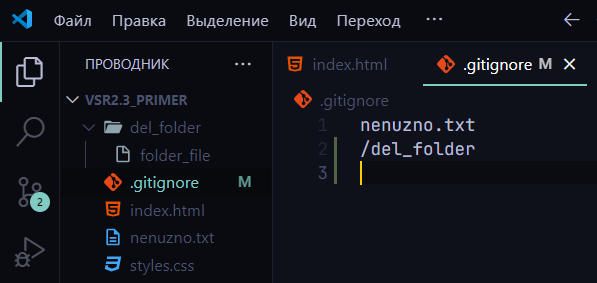 Файл Правка Выделение Вид Переход ··· ←
ПРОВОДНИК ···
index.html
.gitignore M ×
VSR2.3_PRIMER
.gitignore
del_folder
1 nenuzno.txt
folder_file
2 /del_folder
.gitignore M
3
index.html
2
nenuzno.txt
styles.css